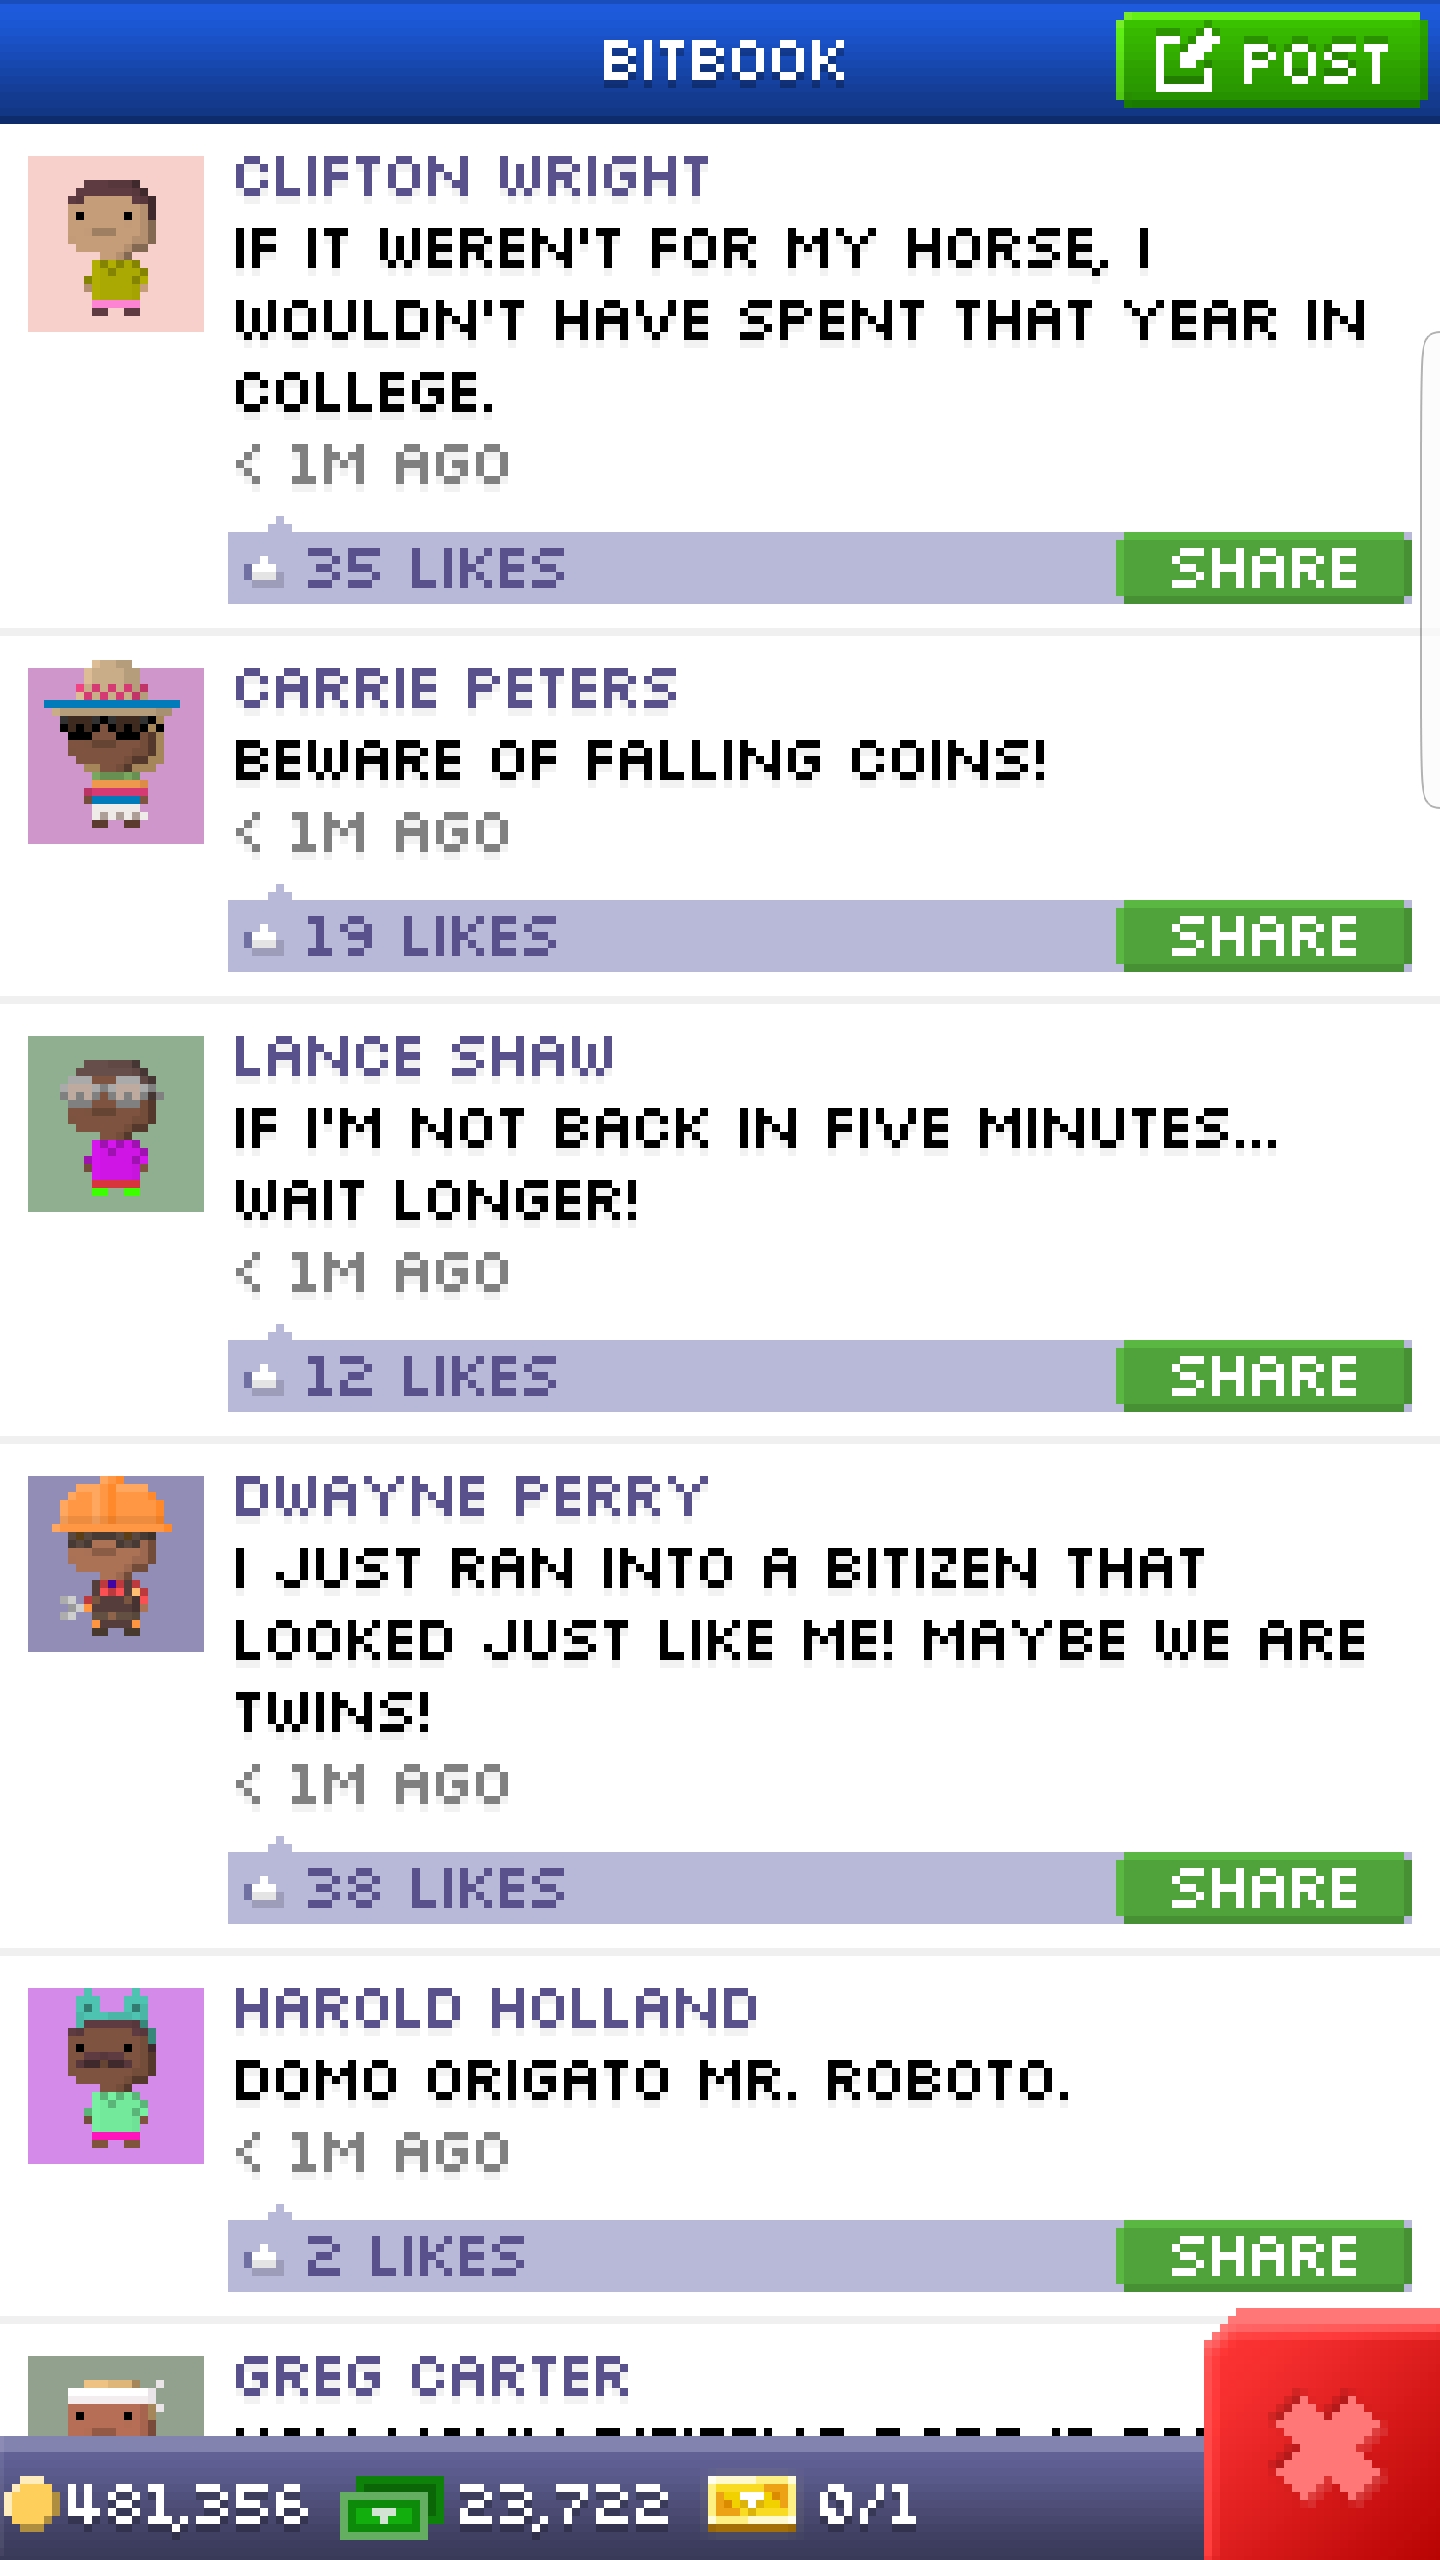 BITBOOK
POST
CLIFTON WRIGHT
IF IT WEREN'T FOR MY HORSE, I
WOULDN'T HAVE SPENT THAT YEAR IN
COLLEGE.
< 1M AGO
35 LIKES
SHARE
CARRIE PETERS
BEWARE OF FALLING COINS!
< 1M AGO
19 LIKES
SHARE
LANCE SHAW
IF I'M NOT BACK IN FIVE MINUTES...
WAIT LONGER!
< 1M AGO
12 LIKES
SHARE
DWAYNE PERRY
I JUST RAN INTO A BITIZEN THAT
LOOKED JUST LIKE ME! MAYBE WE ARE
TWINS!
< 1M AGO
38 LIKES
SHARE
HAROLD HOLLAND
DOMO ORIGATO MR. ROBOTO.
< 1M AGO
2 LIKES
SHARE
GREG CARTER
481,356
23,722
0/1